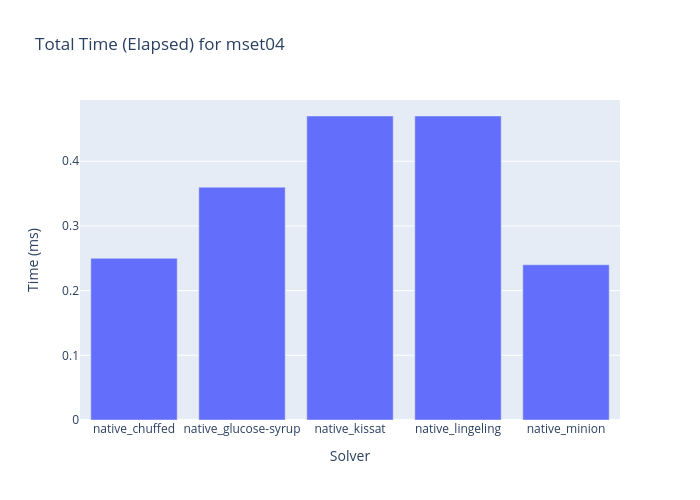 Total Time (Elapsed) for mset04
Time (ms)
0.4
0.3
0.2
0.1
0
native_chuffed native_glucose-syrup native_kissat native_lingeling native_minion
Solver